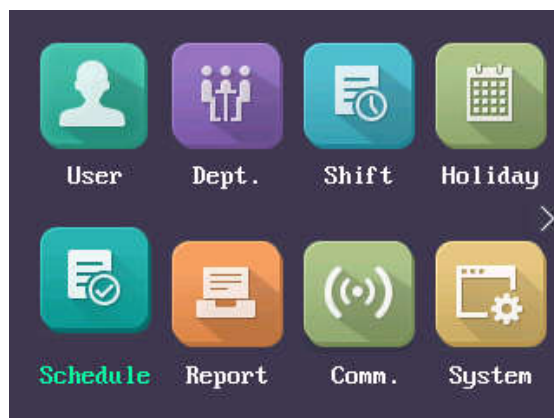 User Dept. Shift Holiday
Schedule Report Comm. System